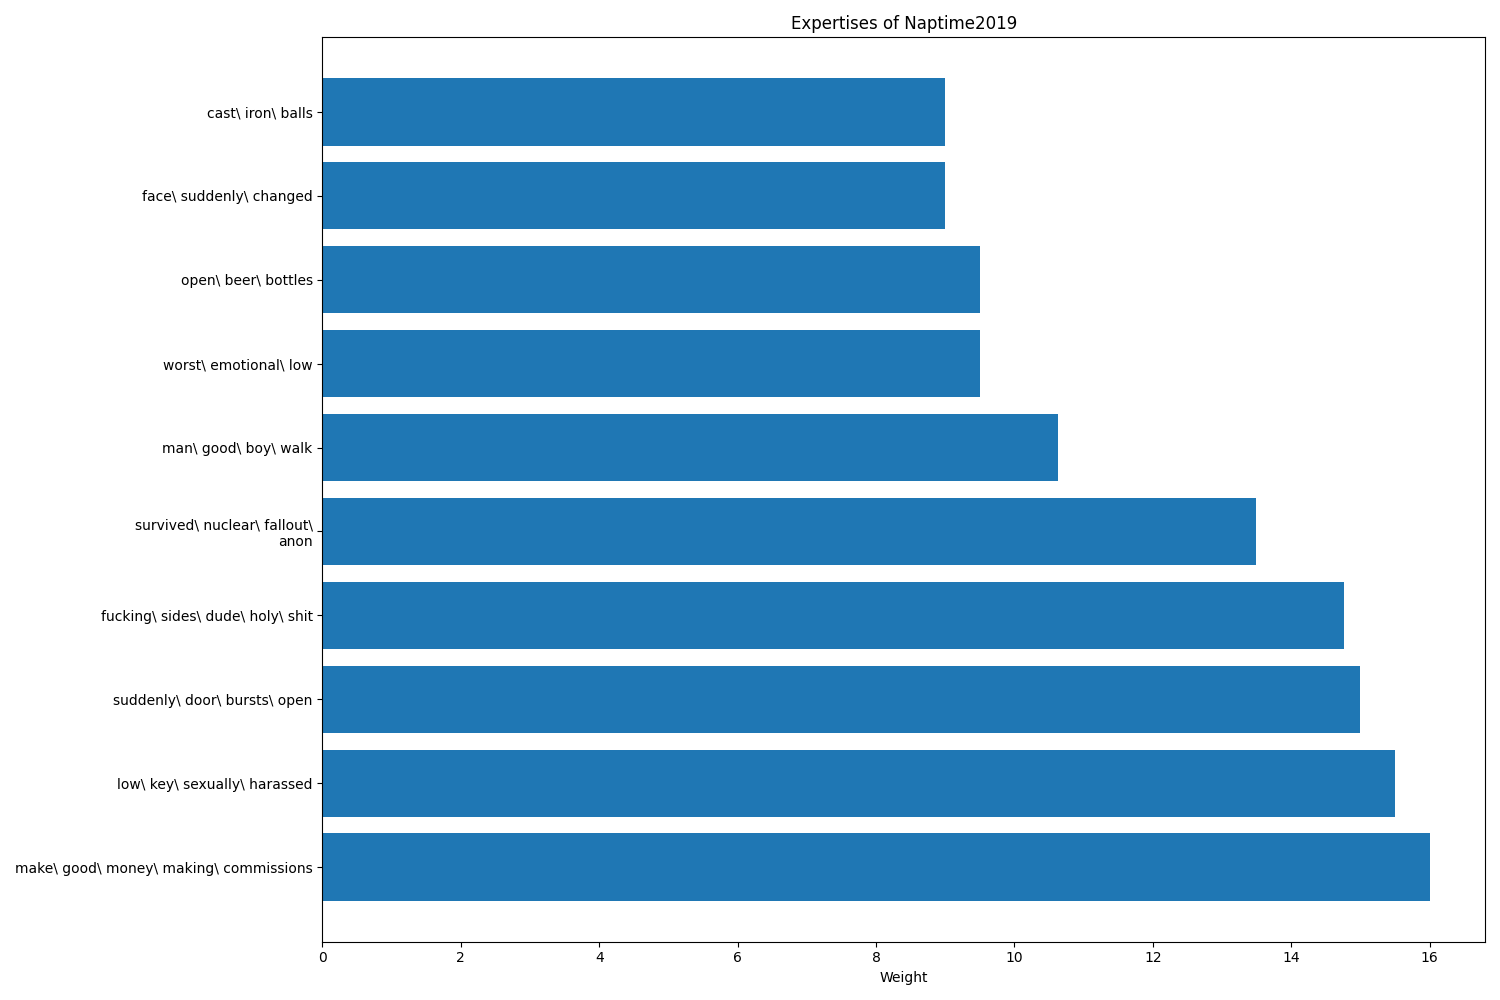 Expertises of Naptime2019
cast\ iron\ balls
face\ suddenly\ changed
open\ beer\ bottles
worst\ emotional\ low
man\ good\ boy\ walk
survived\ nuclear\ fallout\
anon
fucking\ sides\ dude\ holy\ shit
suddenly\ door\ bursts\ open
low\ key\ sexually\ harassed
make\ good\ money\ making\ commissions
0 2 4 6 8 10 12 14 16
Weight